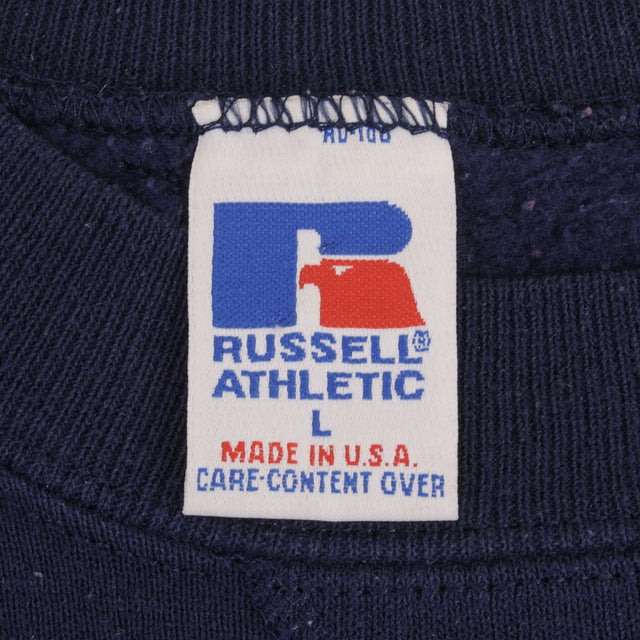 RUSSELL®
ATHLETIC
L
MADE IN U.S.A.
CARE-CONTENT OVER